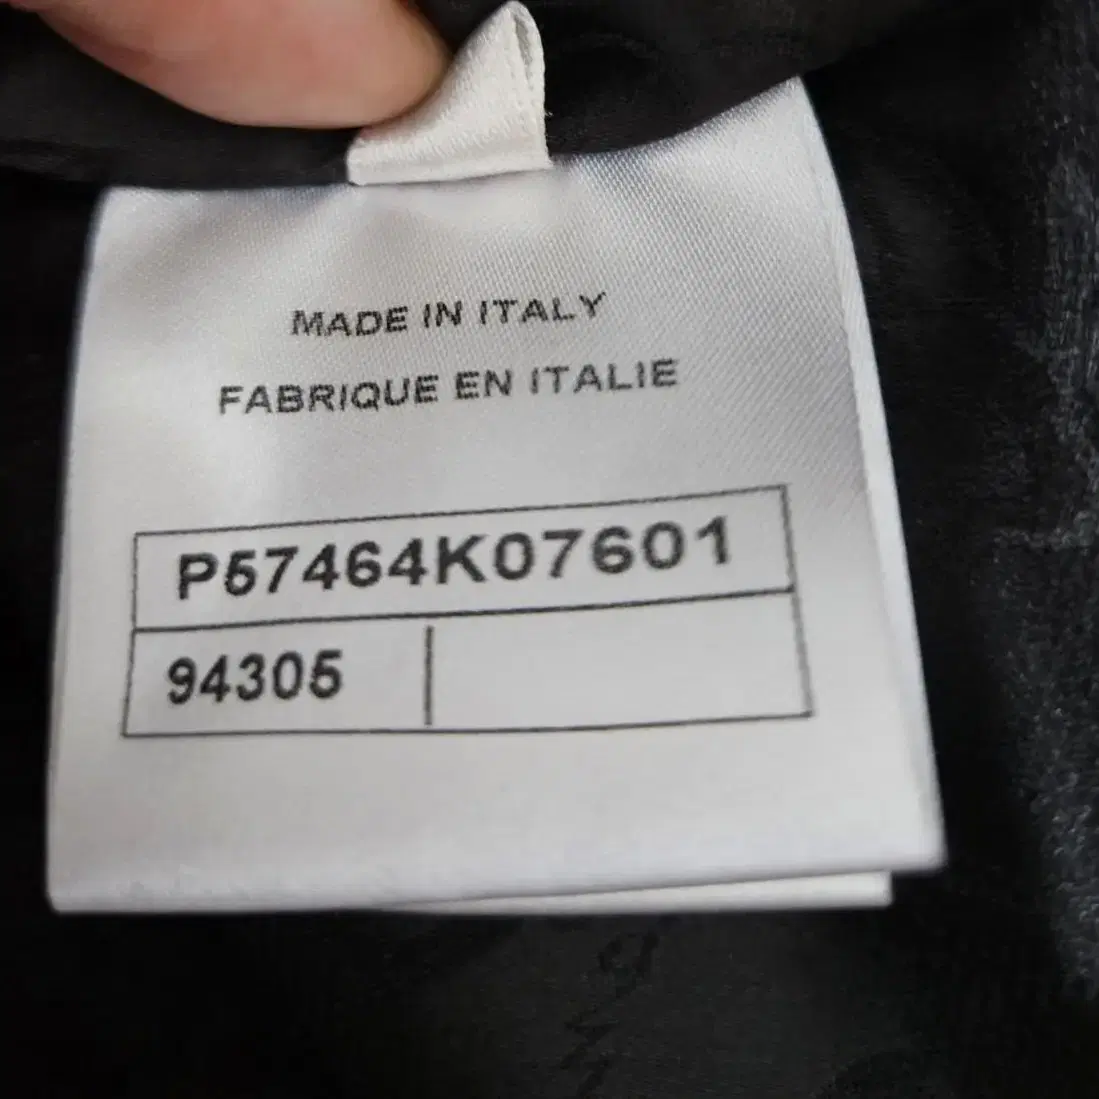 MADE IN ITALY
FABRIQUE EN ITALIE
P57464K07601
94305